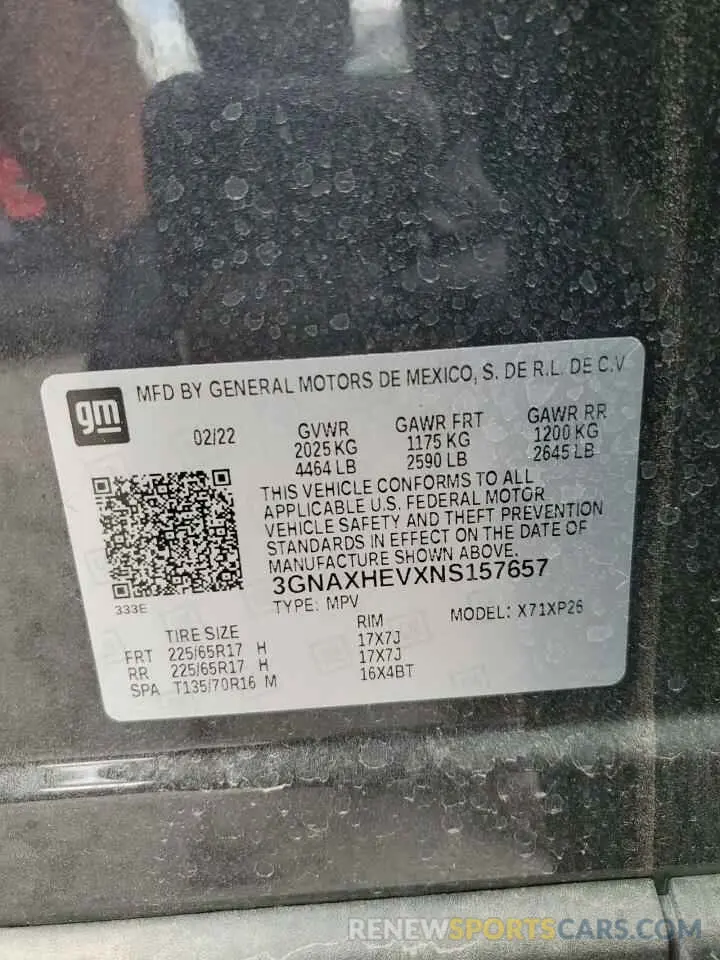 MFD BY GENERAL MOTORS DE MEXICO, S. DE R.L. DE C.V
gm
02/22
GVWR
2025 KG
4464 LB
GAWR FRT
1175 KG
2590 LB
GAWR RR
1200 KG
2645 LB
THIS VEHICLE CONFORMS TO ALL
APPLICABLE U.S. FEDERAL MOTOR
VEHICLE SAFETY AND THEFT PREVENTION
STANDARDS IN EFFECT ON THE DATE OF
MANUFACTURE SHOWN ABOVE.
3GNAXHEVXNS157657
333E
TYPE: MPV
MODEL: X71XP26
TIRE SIZE RIM
FRT 225/65R17 H 17X7J
RR 225/65R17 H 17X7J
SPA T135/70R16 M 16X4BT
RENEWSPORTSCARS.COM